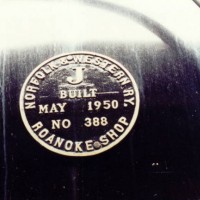 NORFOLK & WESTERN RY.
J
BUILT
MAY 1950
NO 388
ROANOKE SHOP